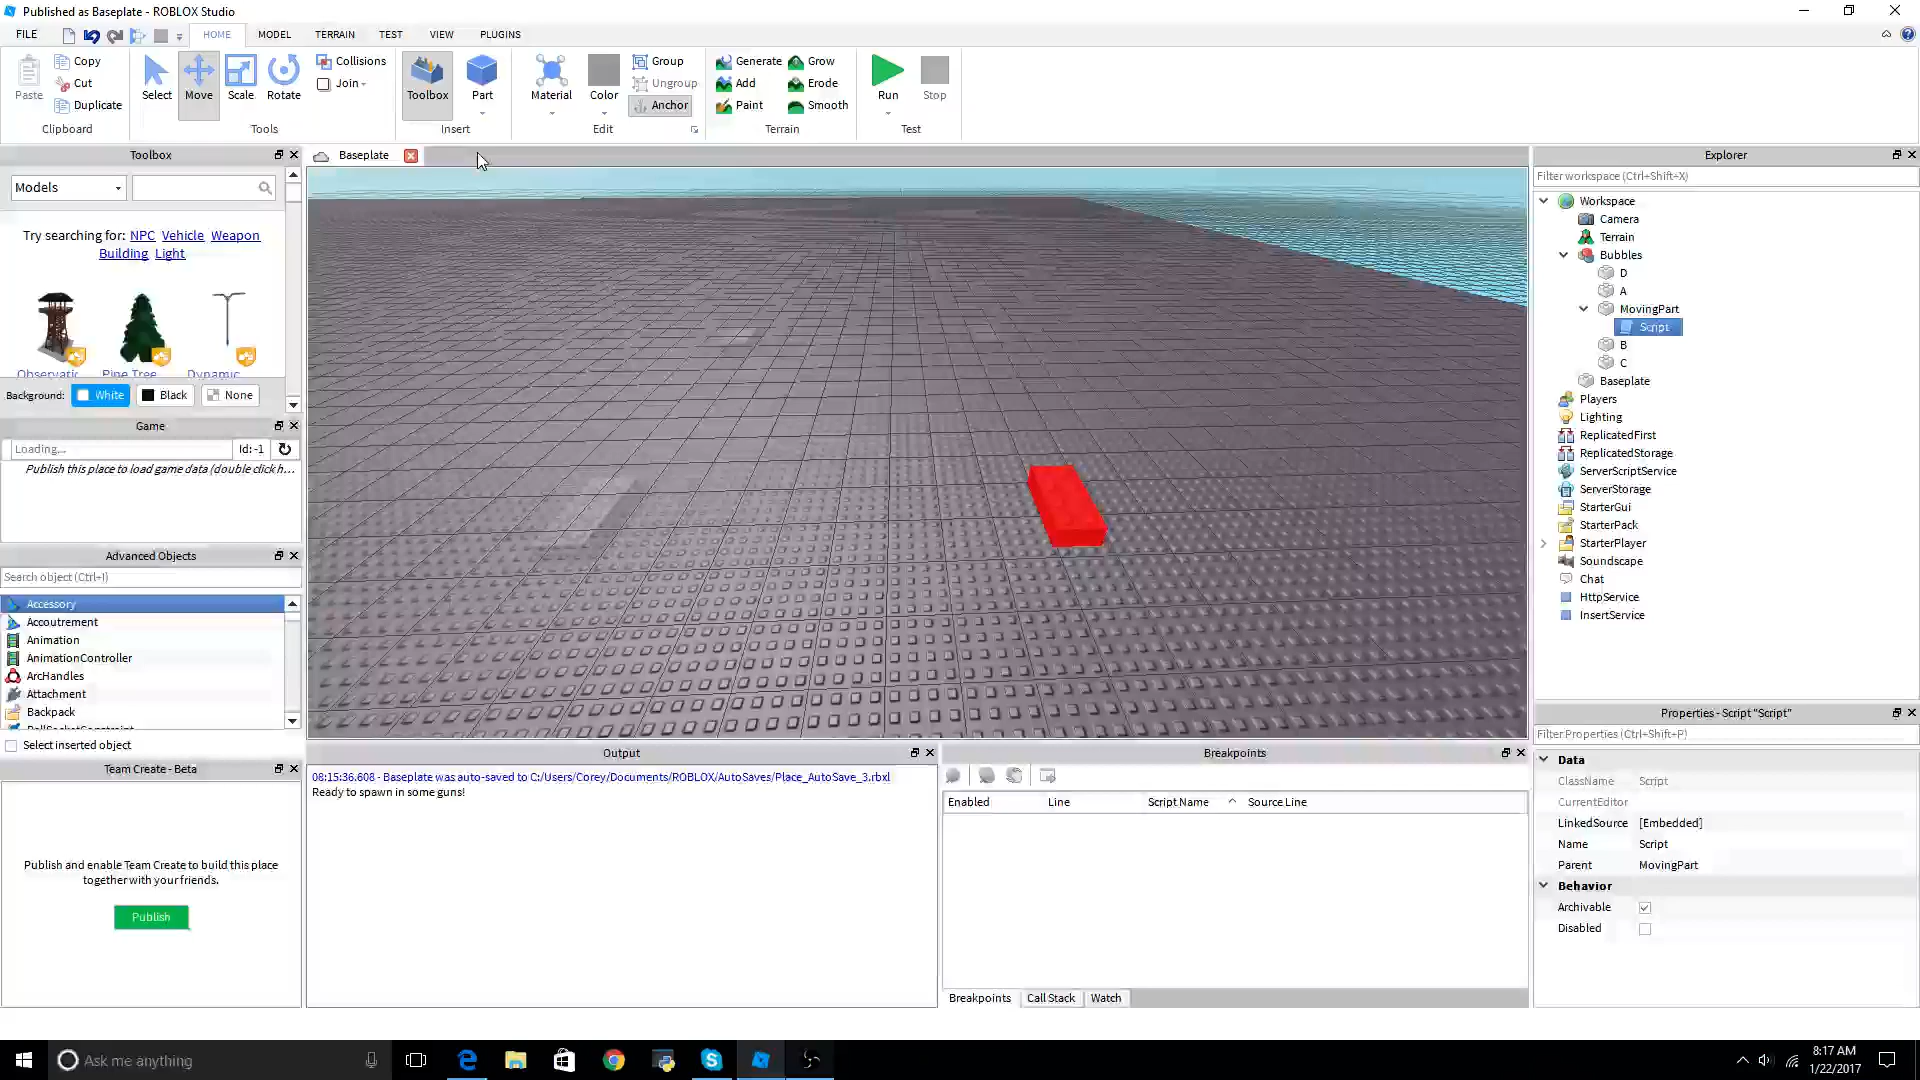 Published as Baseplate - ROBLOX Studio
FILE HOME MODEL TERRAIN TEST VIEW PLUGINS
Paste
Copy
Cut
Duplicate
Clipboard
Select
Move
Scale
Rotate
Collisions
Join
Tools
Toolbox
Part
Insert
Material
Color
Group
Ungroup
Anchor
Edit
Generate
Grow
Add
Erode
Paint
Smooth
Terrain
Run
Stop
Test
Toolbox
Models
Try searching for: NPC Vehicle Weapon
Building Light
Observatic
Pine Tree
Dynamic
Background: White Black None
Game
Loading... Id: -1
Publish this place to load game data (double click h...
Advanced Objects
Search object (Ctrl+I)
Accessory
Accoutrement
Animation
AnimationController
ArcHandles
Attachment
Backpack
BallSocketConstraint
Select inserted object
Team Create - Beta
Publish and enable Team Create to build this place
together with your friends.
Publish
Baseplate
Output
08:15:36.608 - Baseplate was auto-saved to C:/Users/Corey/Documents/ROBLOX/AutoSaves/Place_AutoSave_3.rbxl
Ready to spawn in some guns!
Breakpoints
Enabled Line Script Name Source Line
Breakpoints Call Stack Watch
Explorer
Filter workspace (Ctrl+Shift+X)
Workspace
Camera
Terrain
Bubbles
D
A
MovingPart
Script
B
C
Baseplate
Players
Lighting
ReplicatedFirst
ReplicatedStorage
ServerScriptService
ServerStorage
StarterGui
StarterPack
StarterPlayer
Soundscape
Chat
HttpService
InsertService
Properties - Script "Script"
Filter Properties (Ctrl+Shift+P)
Data
ClassName Script
CurrentEditor
LinkedSource [Embedded]
Name Script
Parent MovingPart
Behavior
Archivable
Disabled
Ask me anything
8:17 AM
1/22/2017